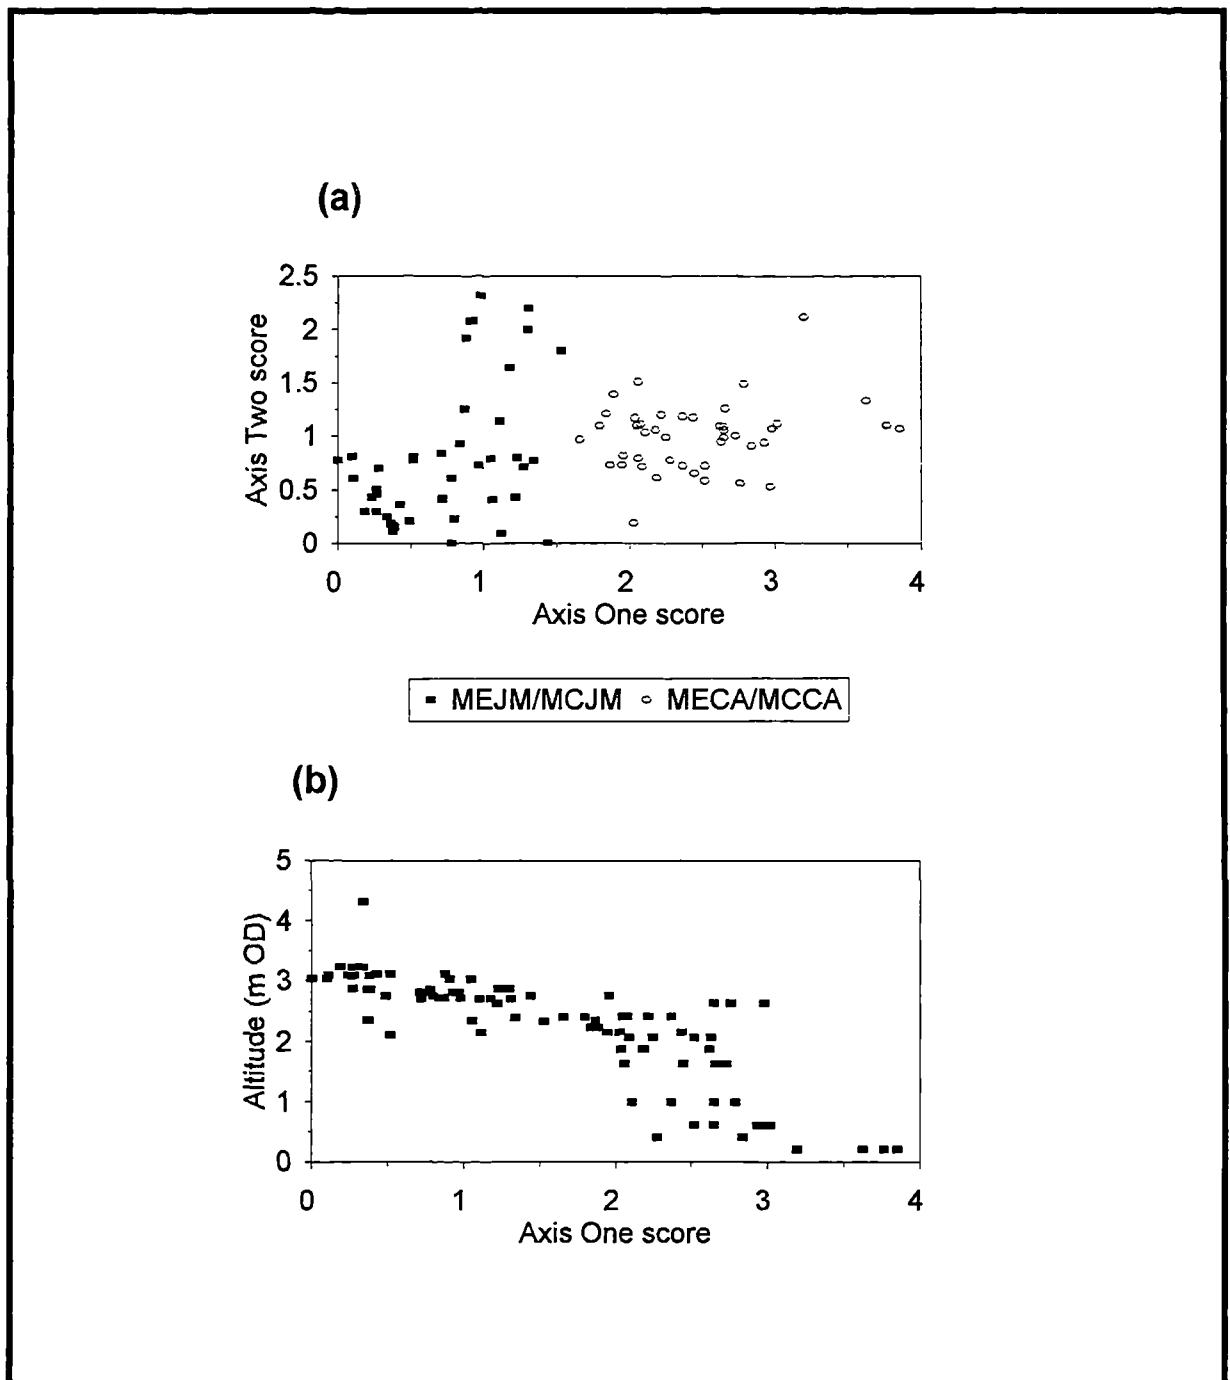 (a)
2.5
2
1.5
1
0.5
0
Axis Two score
0 1 2 3 4
Axis One score
MEJM/MCJM MECA/MCCA
(b)
5
4
3
2
1
0
Altitude (m OD)
0 1 2 3 4
Axis One score